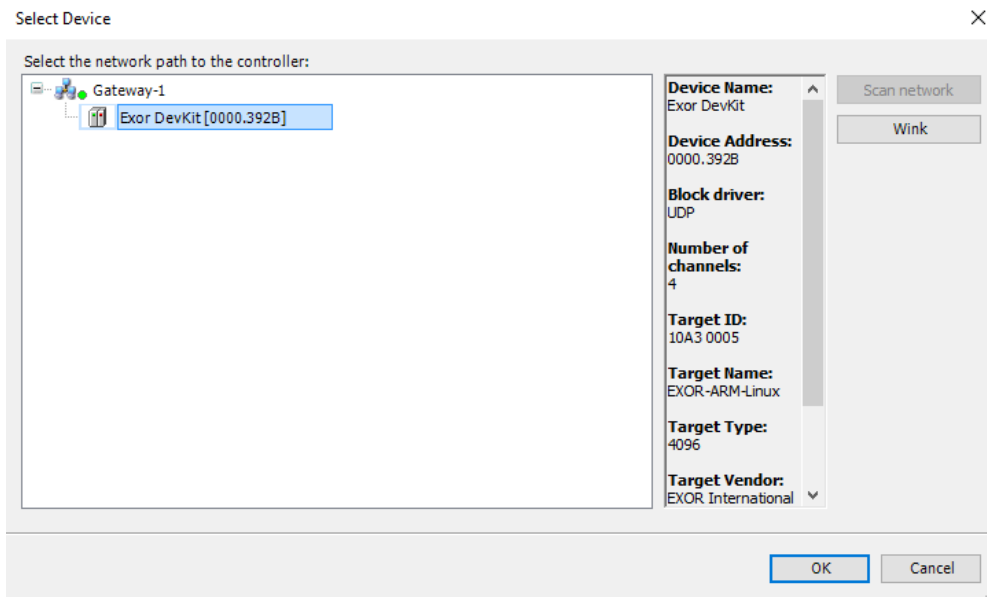 Select Device
Select the network path to the controller:
Gateway-1
Exor DevKit [0000.392B]
Device Name:
Exor DevKit
Device Address:
0000.392B
Block driver:
UDP
Number of
channels:
4
Target ID:
10A3 0005
Target Name:
EXOR-ARM-Linux
Target Type:
4096
Target Vendor:
EXOR International
Scan network
Wink
OK
Cancel